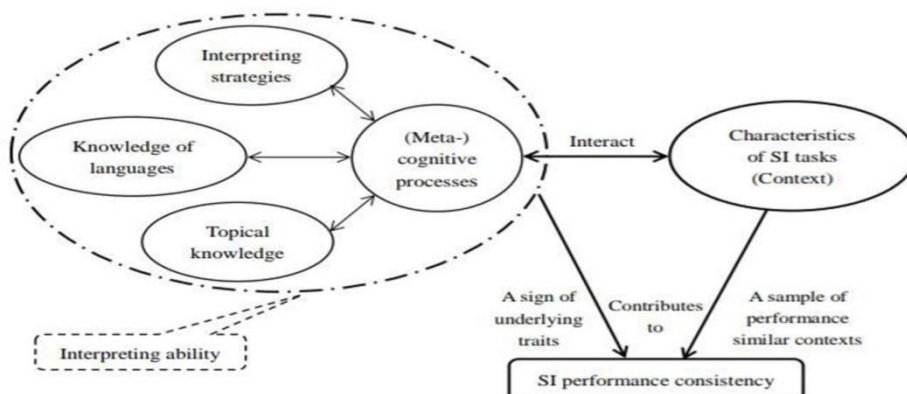 Interpreting
strategies
Knowledge of
languages
(Meta-)
cognitive
processes
Topical
knowledge
Interpreting ability
Interact
Characteristics
of SI tasks
(Context)
A sign of
underlying
traits
Contributes
to
A sample of
performance
similar contexts
SI performance consistency